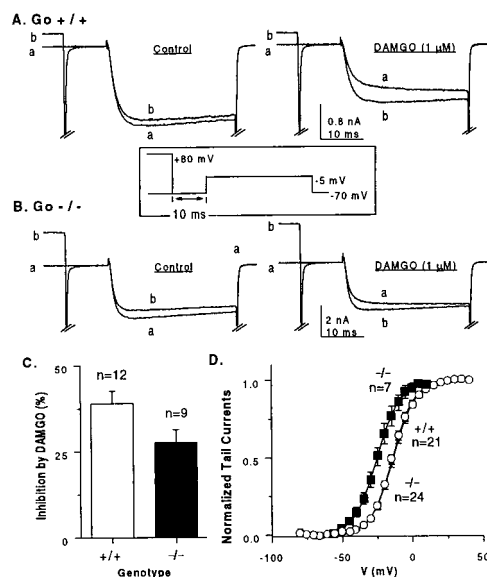 A. Go +/+
b
a
Control
b
a
DAMGO (1 µM)
a
b
0.8 nA
10 ms
+80 mV
-5 mV
-70 mV
10 ms
B. Go -/-
b
a
Control
b
a
a
b
a
DAMGO (1 µM)
a
b
2 nA
10 ms
C.
n=12
n=9
Inhibition by DAMGO (%)
50
25
0
+/+
-/-
Genotype
D.
-/-
n=7
+/+
n=21
-/-
n=24
Normalized Tail Currents
1.0
0.5
0.0
-50
0
50
V (mV)